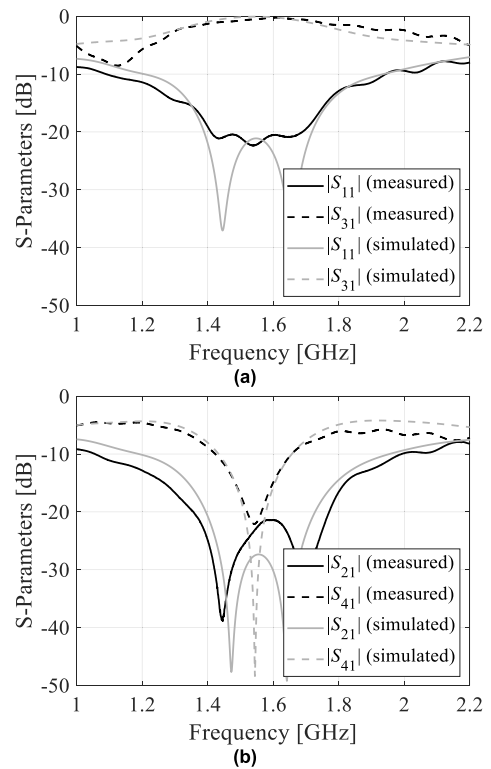 0
-10
-20
-30
-40
-50
S-Parameters [dB]
|S11| (measured)
|S31| (measured)
|S11| (simulated)
|S31| (simulated)
1 1.2 1.4 1.6 1.8 2 2.2
Frequency [GHz]
(a)
0
-10
-20
-30
-40
-50
S-Parameters [dB]
|S21| (measured)
|S41| (measured)
|S21| (simulated)
|S41| (simulated)
1 1.2 1.4 1.6 1.8 2 2.2
Frequency [GHz]
(b)